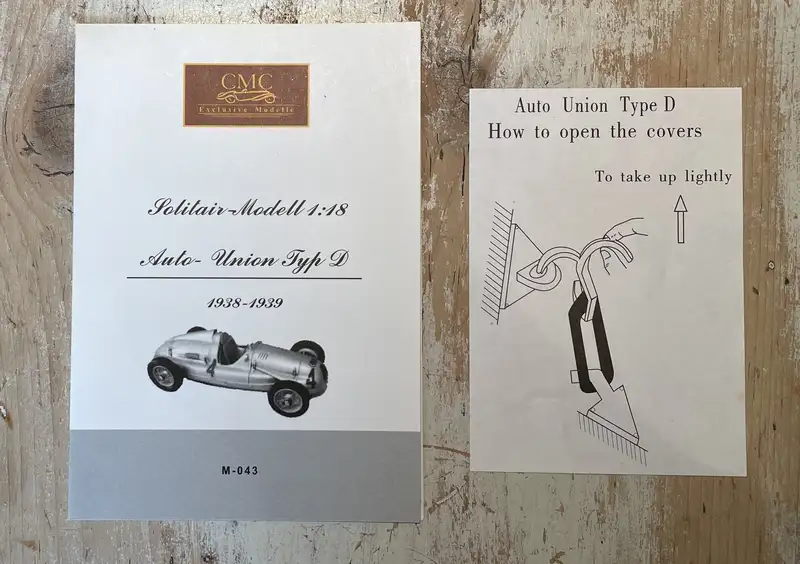 CMC
Exclusive Modelle
Solitair-Modell 1:18
Auto- Union Typ D
1938-1939
4
4
M-043
Auto Union Type D
How to open the covers
To take up lightly